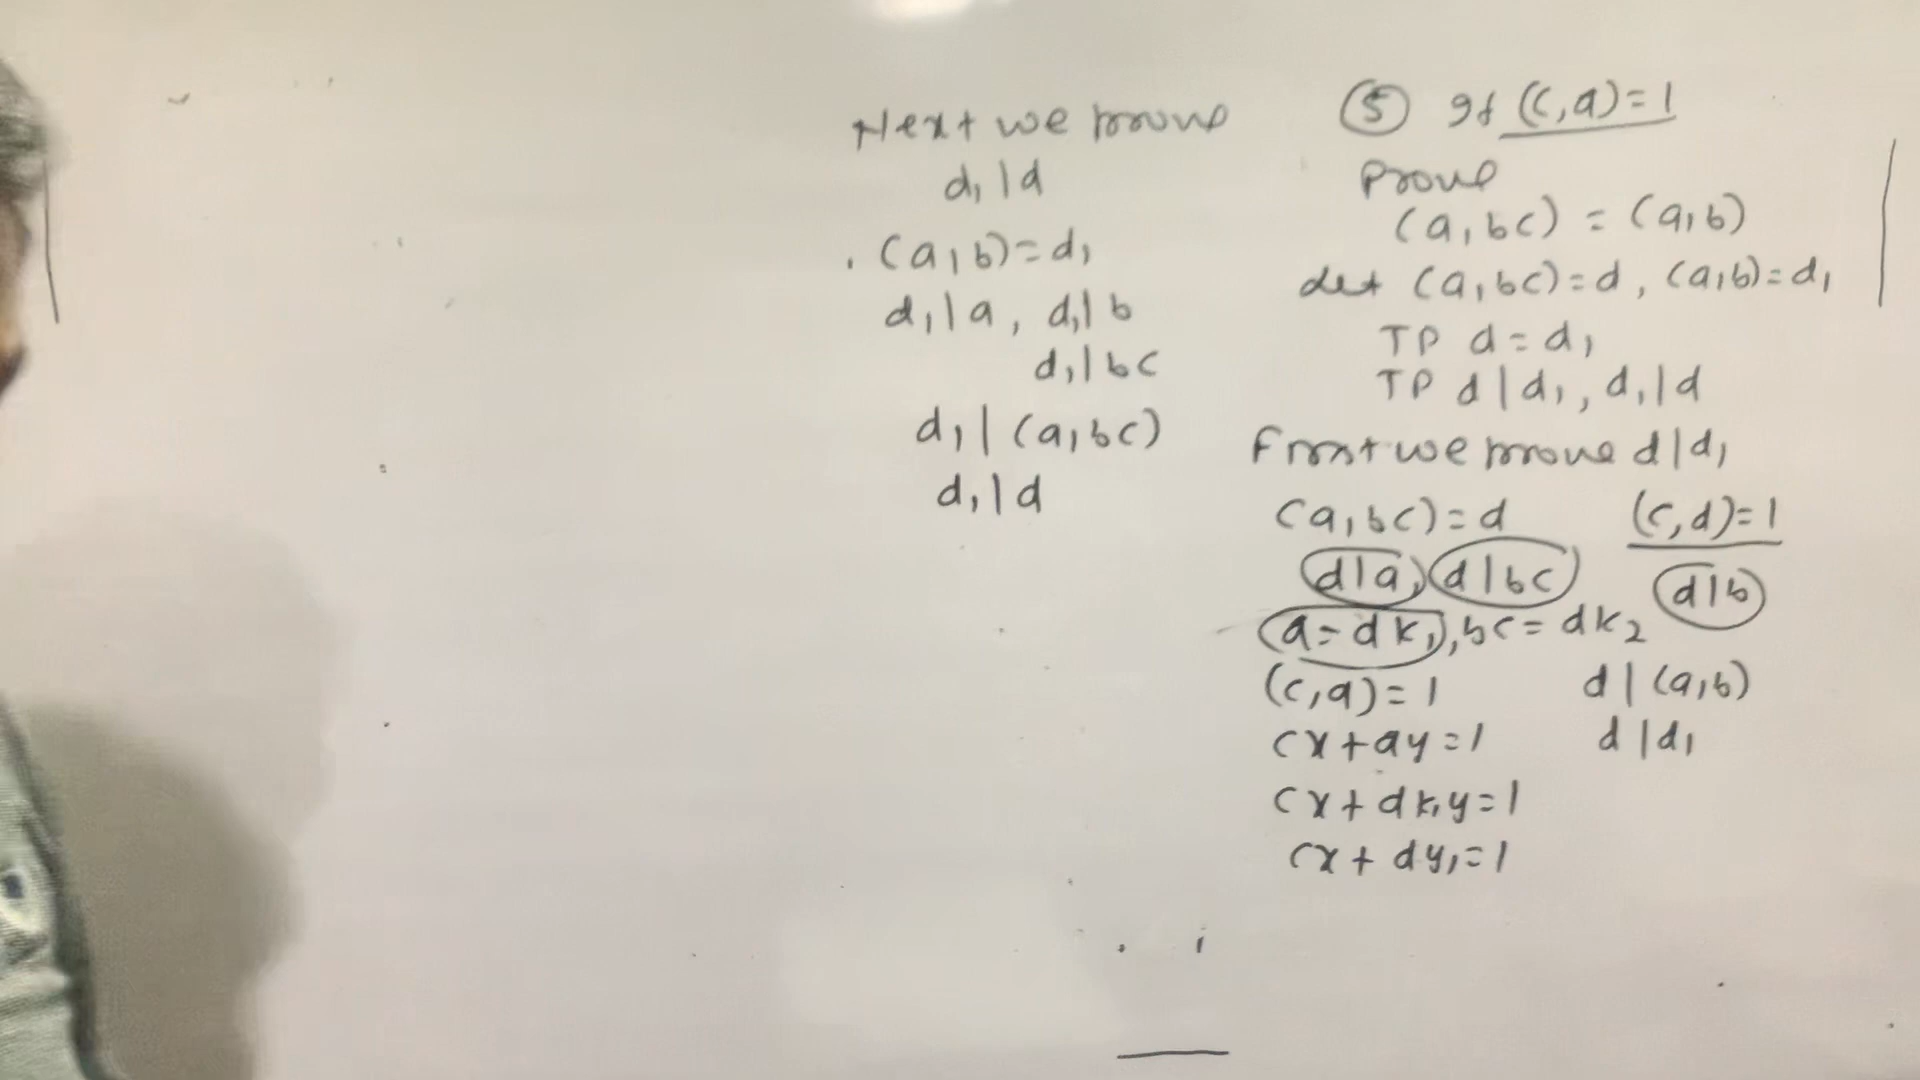 ⑤ If (c,a)=1
Prove
(a,bc) = (a,b)
Let (a,bc)=d, (a,b)=d₁
TP d=d₁
TP d|d₁, d₁|d
First we prove d|d₁
(a,bc)=d
d|a, d|bc
a=dk₁, bc=dk₂
(c,a)=1
cx+ay=1
cx+dk₁y=1
cx+dy₁=1
(c,d)=1
d|b
d|(a,b)
d|d₁
Next we prove
d₁|d
(a,b)=d₁
d₁|a, d₁|b
d₁|bc
d₁|(a,bc)
d₁|d